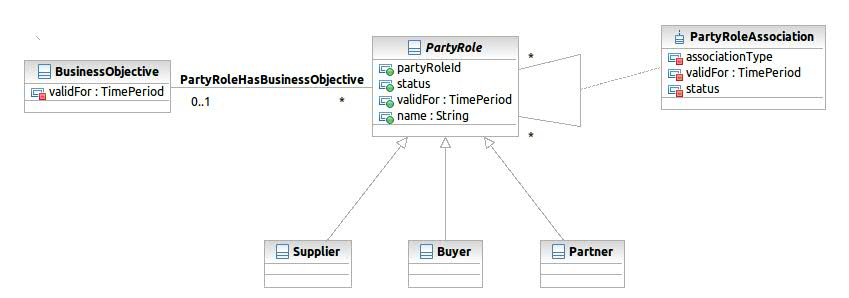 BusinessObjective
validFor : TimePeriod
PartyRoleHasBusinessObjective
0..1
*
PartyRole
partyRoleId
status
validFor : TimePeriod
name : String
*
*
PartyRoleAssociation
associationType
validFor : TimePeriod
status
Supplier
Buyer
Partner